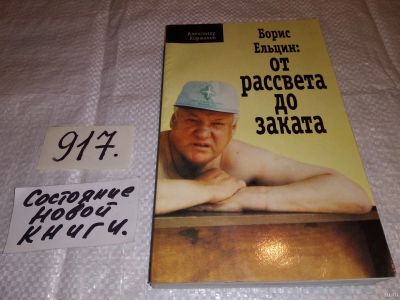 Александр
Коржаков
Борис
Ельцин:
от
рассвета
до
заката
917.
Состояние
новой
книги.